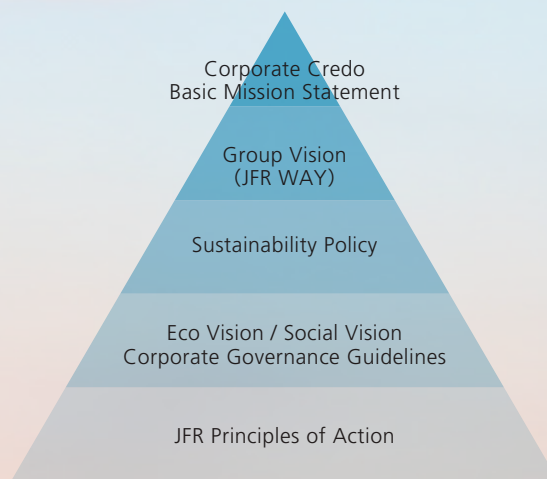 Corporate Credo
Basic Mission Statement
Group Vision
(JFR WAY)
Sustainability Policy
Eco Vision / Social Vision
Corporate Governance Guidelines
JFR Principles of Action